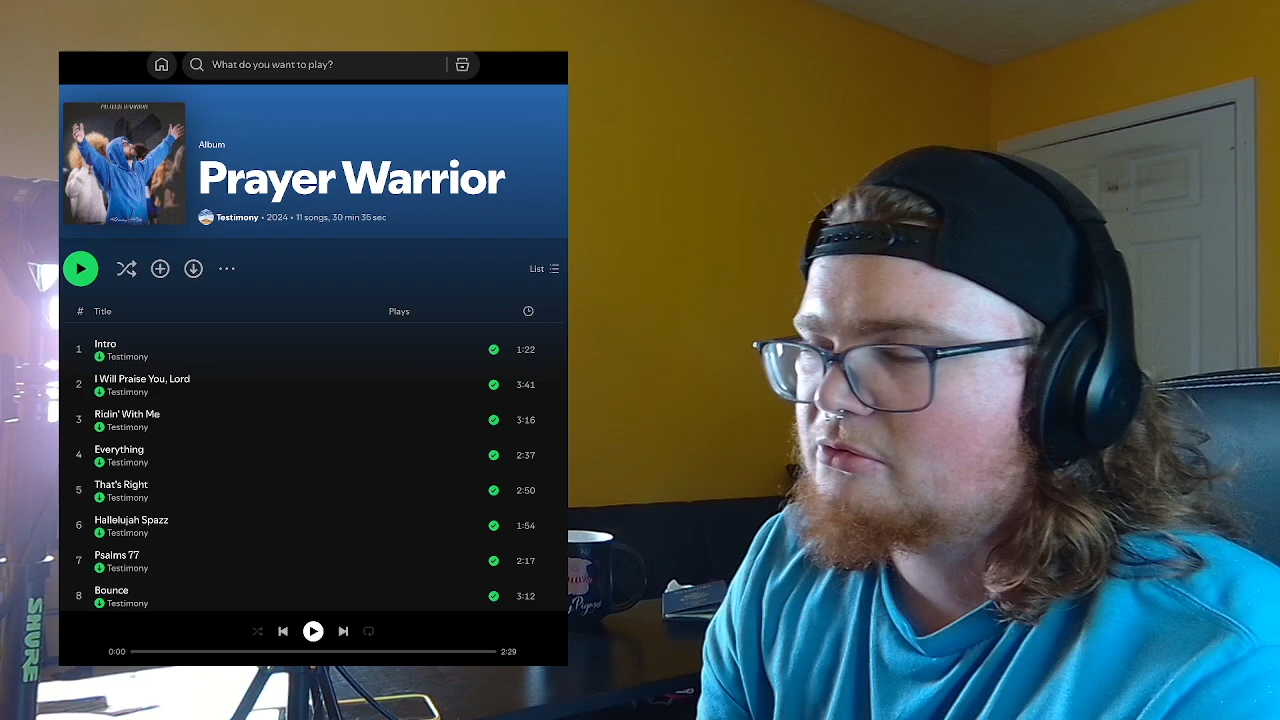 What do you want to play?
PRAYER WARRIOR
Album
Prayer Warrior
Testimony • 2024 • 11 songs, 30 min 35 sec
List
# Title Plays
1 Intro 1:22
Testimony
2 I Will Praise You, Lord 3:41
Testimony
3 Ridin' With Me 3:16
Testimony
4 Everything 2:37
Testimony
5 That's Right 2:50
Testimony
6 Hallelujah Spazz 1:54
Testimony
7 Psalms 77 2:17
Testimony
8 Bounce 3:12
Testimony
0:00 2:29
SHURE